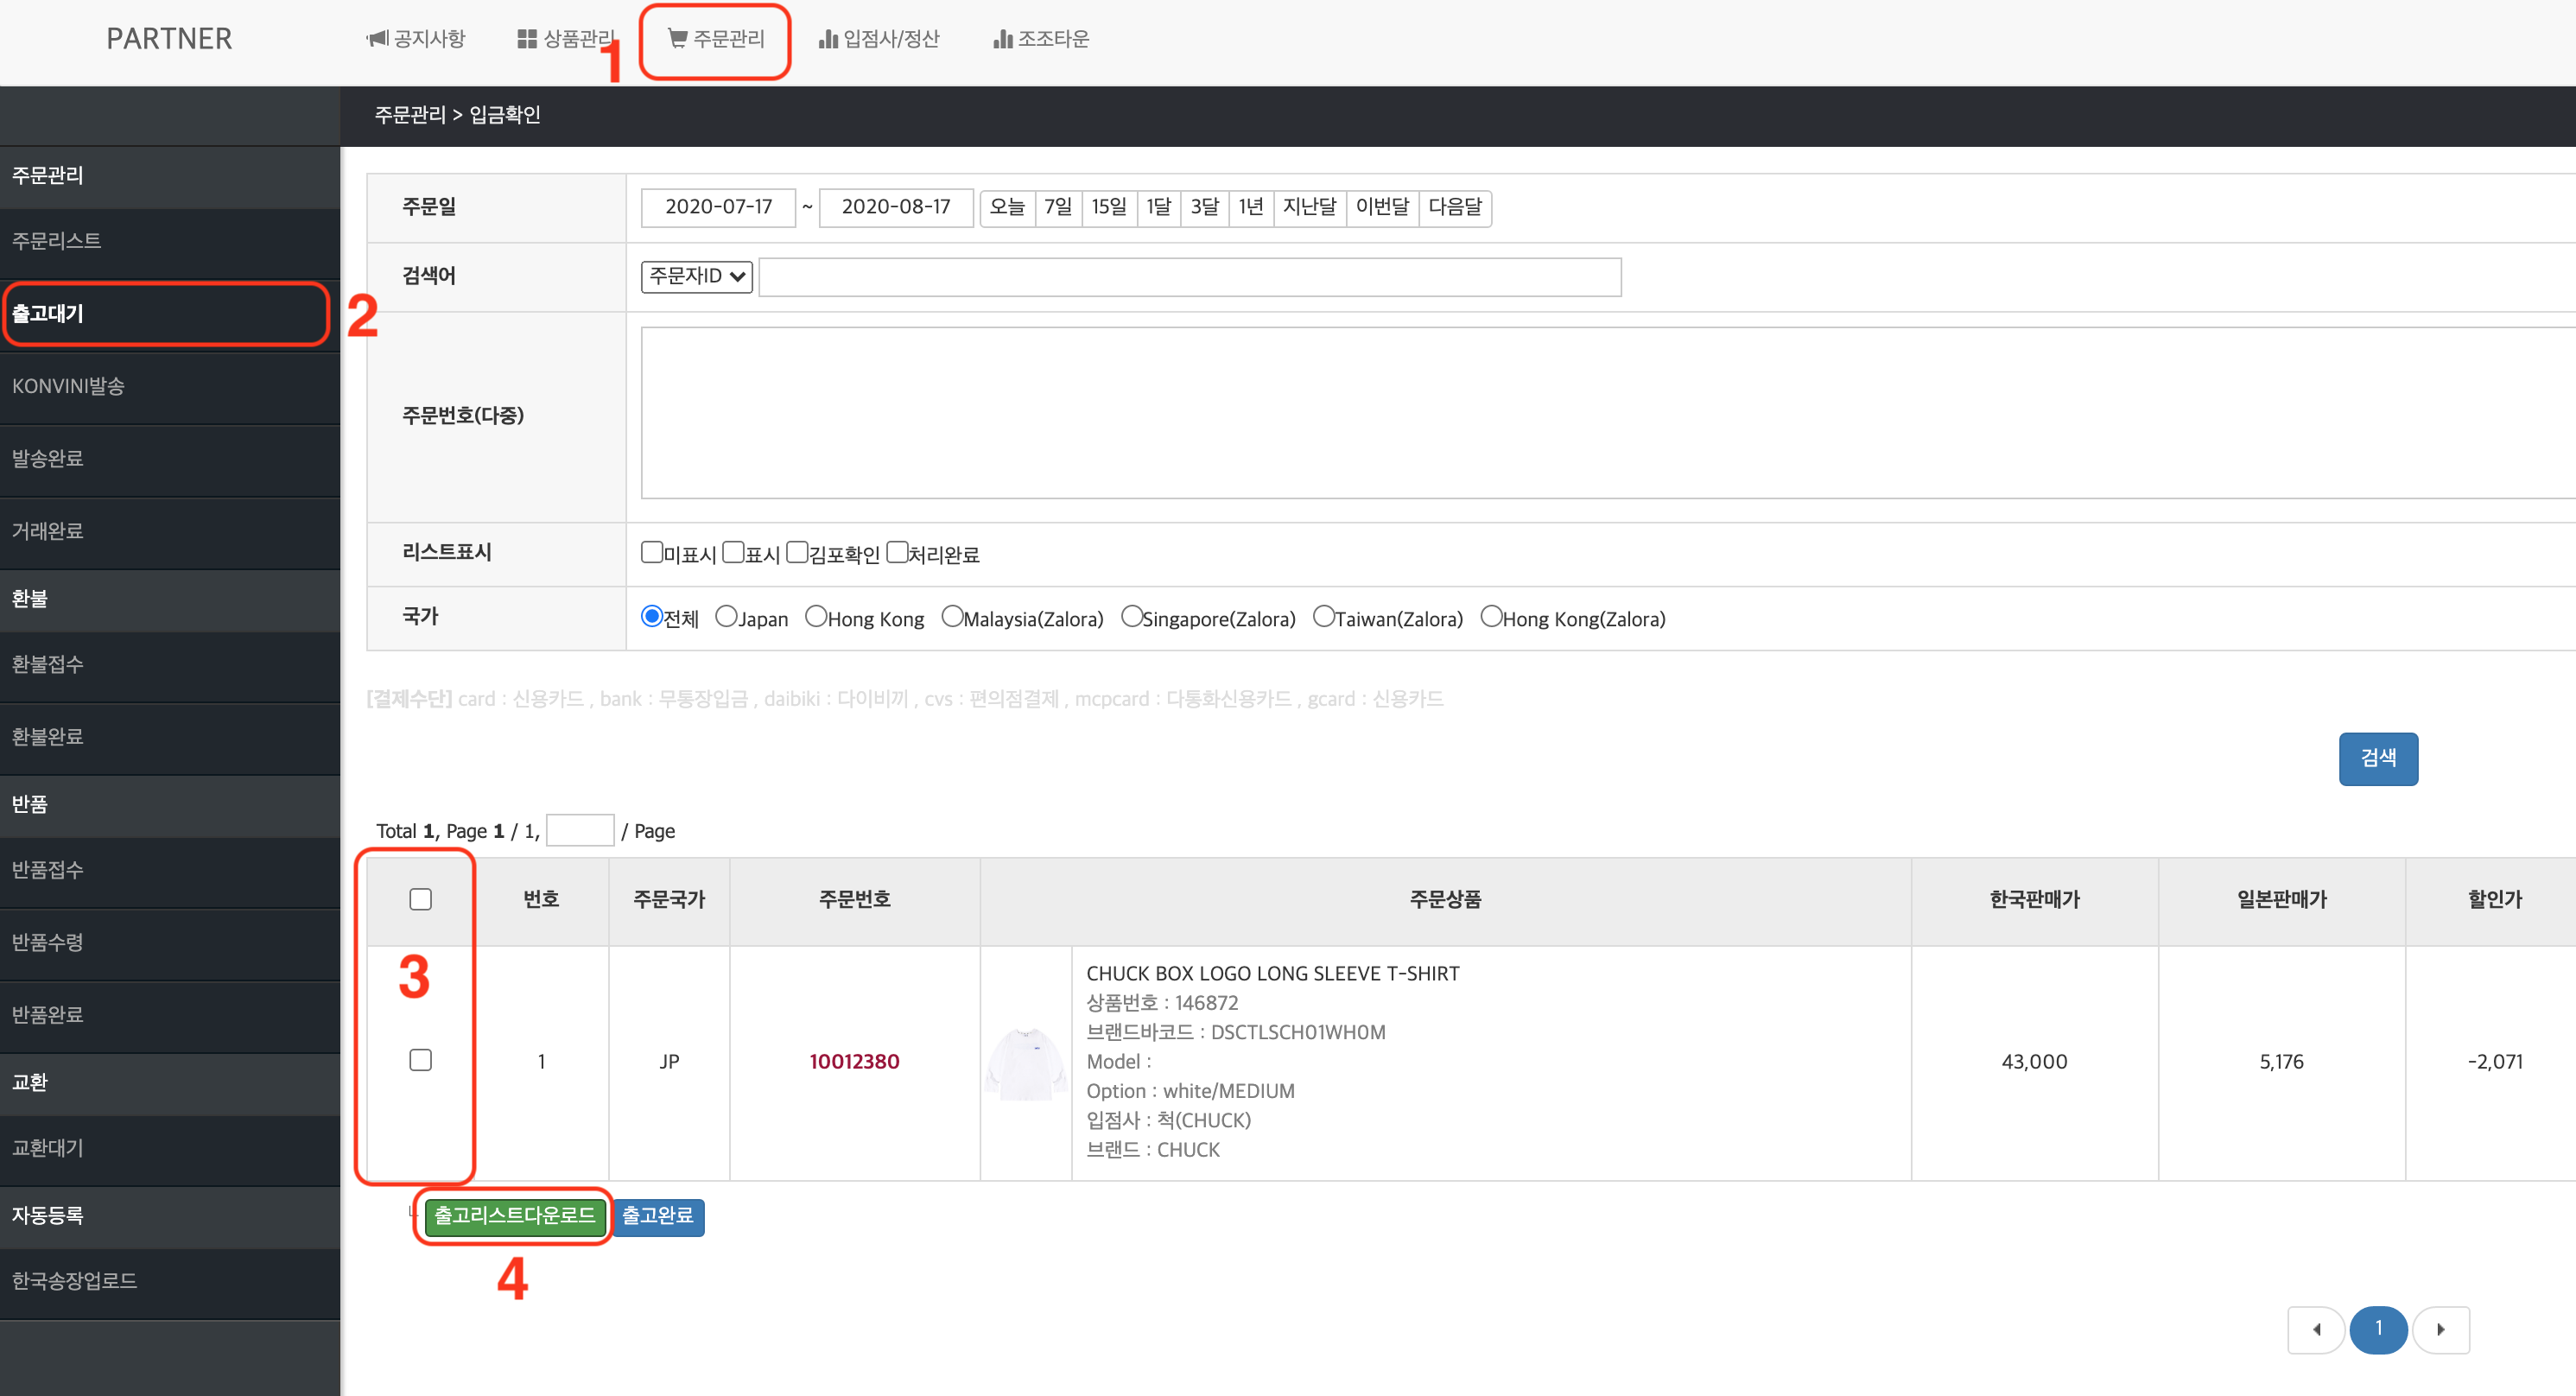 PARTNER
공지사항
상품관리
1
주문관리
입점사/정산
조조타운
주문관리 > 입금확인
주문관리
주문리스트
출고대기
2
KONVINI발송
발송완료
거래완료
환불
환불접수
환불완료
반품
반품접수
반품수령
반품완료
교환
교환대기
자동등록
한국송장업로드
주문일
2020-07-17 ~ 2020-08-17 오늘 7일 15일 1달 3달 1년 지난달 이번달 다음달
검색어
주문자ID
주문번호(다중)
리스트표시
미표시 표시 김포확인 처리완료
국가
전체 Japan Hong Kong Malaysia(Zalora) Singapore(Zalora) Taiwan(Zalora) Hong Kong(Zalora)
[결제수단] card : 신용카드 , bank : 무통장입금 , daibiki : 다이비끼 , cvs : 편의점결제 , mcpcard : 다통화신용카드 , gcard : 신용카드
검색
Total 1, Page 1 / 1, / Page
번호 주문국가 주문번호 주문상품 한국판매가 일본판매가 할인가
3
1 JP 10012380
CHUCK BOX LOGO LONG SLEEVE T-SHIRT
상품번호 : 146872
브랜드바코드 : DSCTLSCH01WH0M
Model :
Option : white/MEDIUM
입점사 : 척(CHUCK)
브랜드 : CHUCK
43,000 5,176 -2,071
출고리스트다운로드 출고완료
4
1